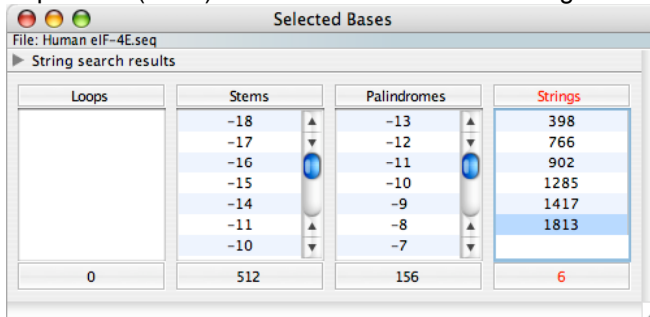 Selected Bases
File: Human eIF-4E.seq
String search results
Loops Stems Palindromes Strings
-18 -13 398
-17 -12 766
-16 -11 902
-15 -10 1285
-14 -9 1417
-11 -8 1813
-10 -7
0 512 156 6